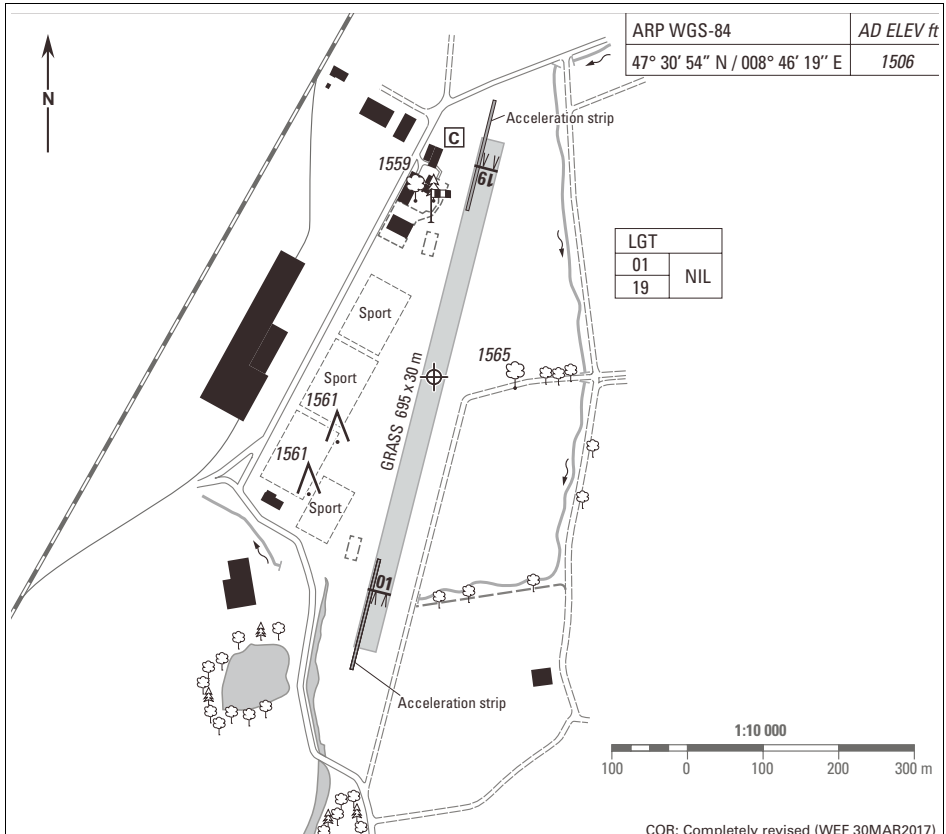 ARP WGS-84
AD ELEV ft
47° 30′ 54″ N / 008° 46′ 19″ E
1506
N
Acceleration strip
C
1559
19
LGT
01
19
NIL
Sport
GRASS 695 x 30 m
1565
Sport
1561
1561
Sport
01
Acceleration strip
1:10 000
100 0 100 200 300 m
COR: Completely revised (WEF 30MAR2017)